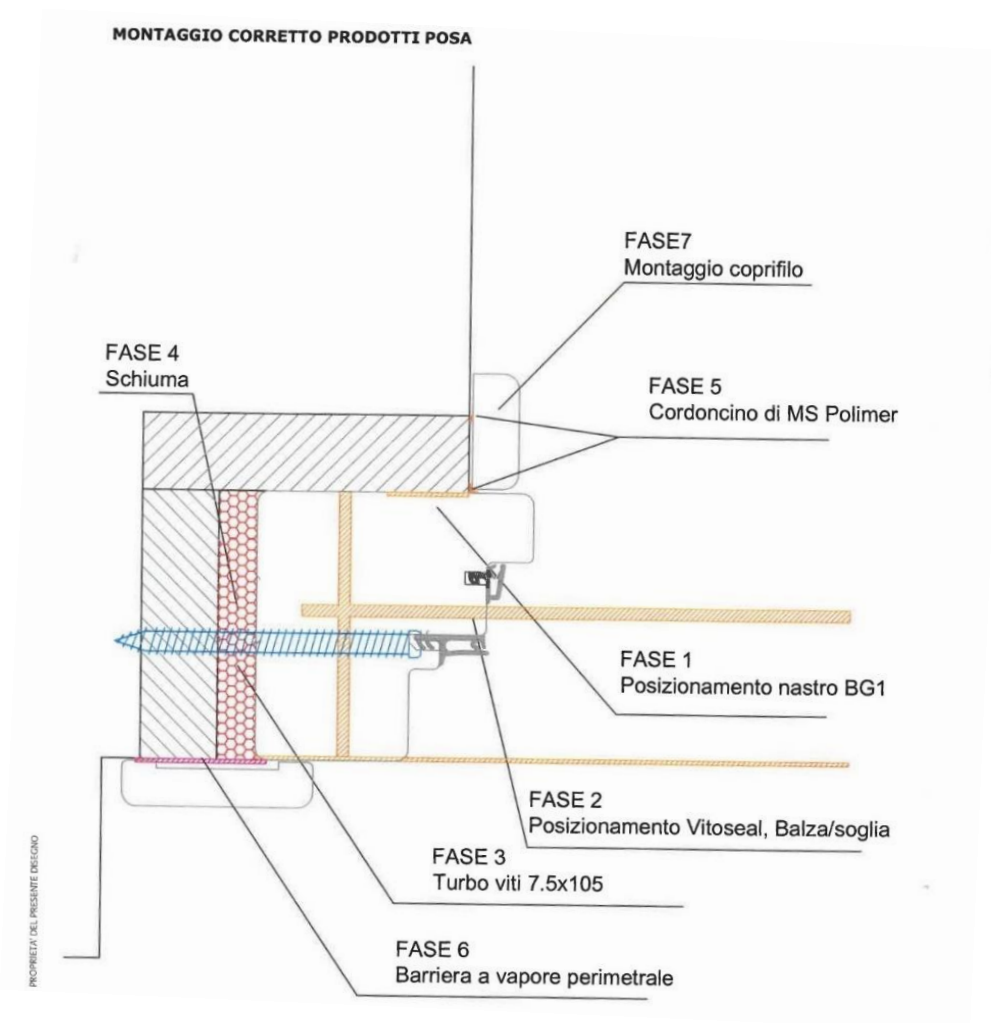 MONTAGGIO CORRETTO PRODOTTI POSA
FASE7
Montaggio coprifilo
FASE 4
Schiuma
FASE 5
Cordoncino di MS Polimer
FASE 1
Posizionamento nastro BG1
FASE 2
Posizionamento Vitoseal, Balza/soglia
FASE 3
Turbo viti 7.5x105
FASE 6
Barriera a vapore perimetrale
PROPRIETA' DEL PRESENTE DISEGNO